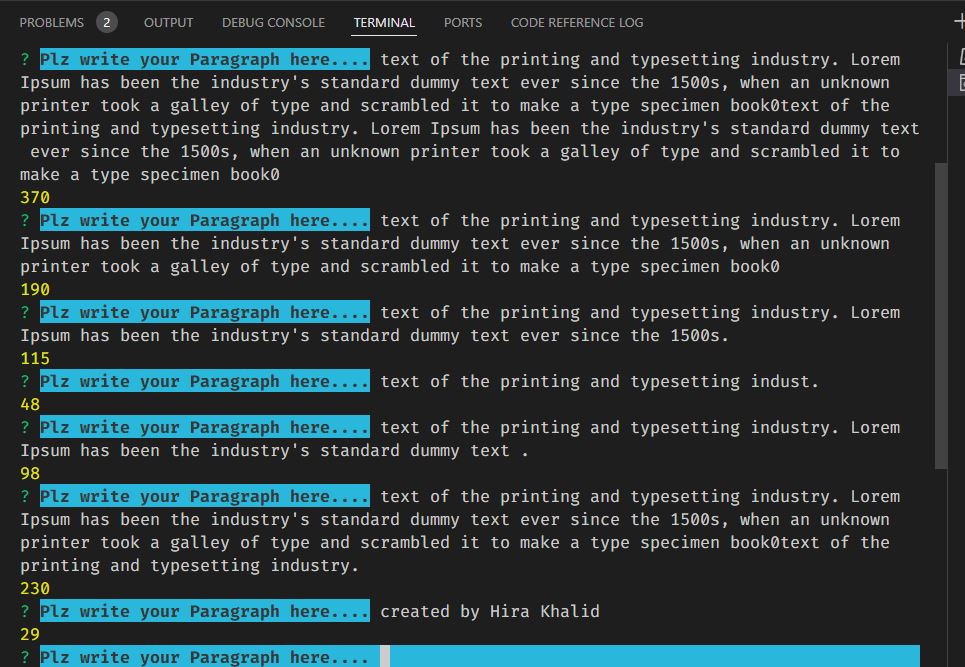 PROBLEMS 2 OUTPUT DEBUG CONSOLE TERMINAL PORTS CODE REFERENCE LOG
? Plz write your Paragraph here.... text of the printing and typesetting industry. Lorem
Ipsum has been the industry's standard dummy text ever since the 1500s, when an unknown
printer took a galley of type and scrambled it to make a type specimen book0text of the
printing and typesetting industry. Lorem Ipsum has been the industry's standard dummy text
ever since the 1500s, when an unknown printer took a galley of type and scrambled it to
make a type specimen book0
370
? Plz write your Paragraph here.... text of the printing and typesetting industry. Lorem
Ipsum has been the industry's standard dummy text ever since the 1500s, when an unknown
printer took a galley of type and scrambled it to make a type specimen book0
190
? Plz write your Paragraph here.... text of the printing and typesetting industry. Lorem
Ipsum has been the industry's standard dummy text ever since the 1500s.
115
? Plz write your Paragraph here.... text of the printing and typesetting indust.
48
? Plz write your Paragraph here.... text of the printing and typesetting industry. Lorem
Ipsum has been the industry's standard dummy text .
98
? Plz write your Paragraph here.... text of the printing and typesetting industry. Lorem
Ipsum has been the industry's standard dummy text ever since the 1500s, when an unknown
printer took a galley of type and scrambled it to make a type specimen book0text of the
printing and typesetting industry.
230
? Plz write your Paragraph here.... created by Hira Khalid
29
? Plz write your Paragraph here....